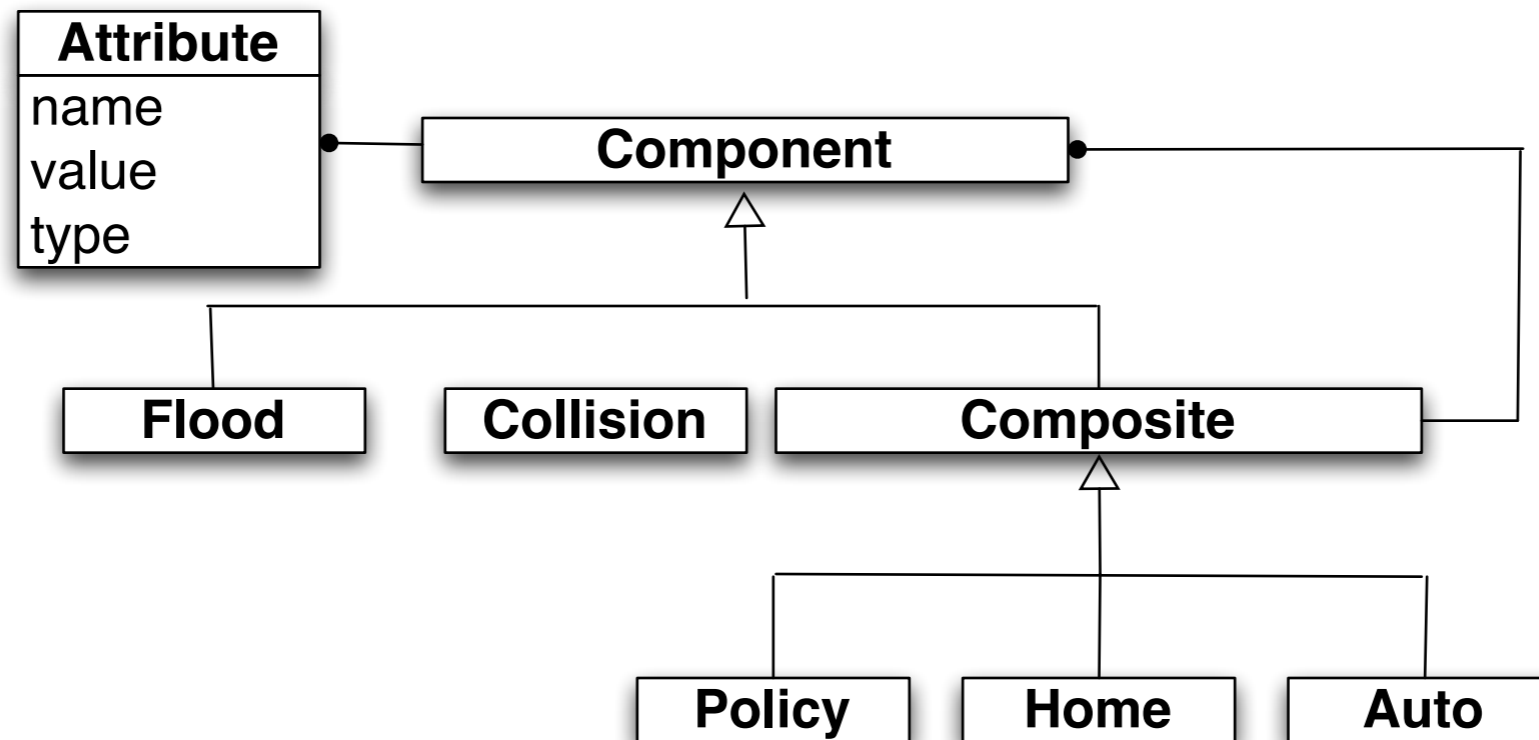 Attribute
name
value
type
Component
Flood
Collision
Composite
Policy
Home
Auto